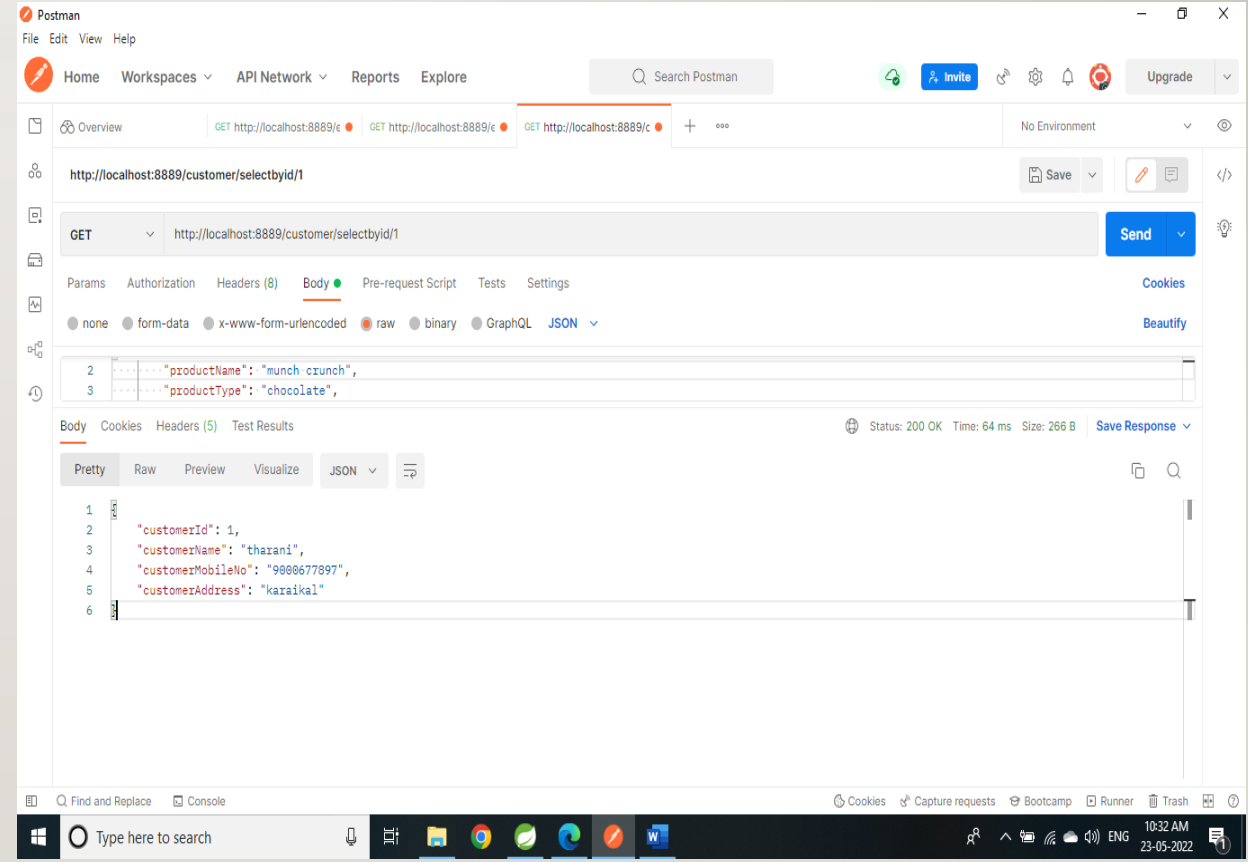 Postman
File Edit View Help
Home Workspaces API Network Reports Explore Search Postman Invite Upgrade
Overview GET http://localhost:8889/e GET http://localhost:8889/e GET http://localhost:8889/c No Environment
http://localhost:8889/customer/selectbyid/1 Save
GET http://localhost:8889/customer/selectbyid/1 Send
Params Authorization Headers (8) Body Pre-request Script Tests Settings Cookies
none form-data x-www-form-urlencoded raw binary GraphQL JSON Beautify
2 "productName": "munch crunch",
3 "productType": "chocolate",
Body Cookies Headers (5) Test Results Status: 200 OK Time: 64 ms Size: 266 B Save Response
Pretty Raw Preview Visualize JSON
1 {
2 "customerId": 1,
3 "customerName": "tharani",
4 "customerMobileNo": "9000677897",
5 "customerAddress": "karaikal"
6 }
Find and Replace Console Cookies Capture requests Bootcamp Runner Trash
Type here to search W ENG 10:32 AM
23-05-2022 1